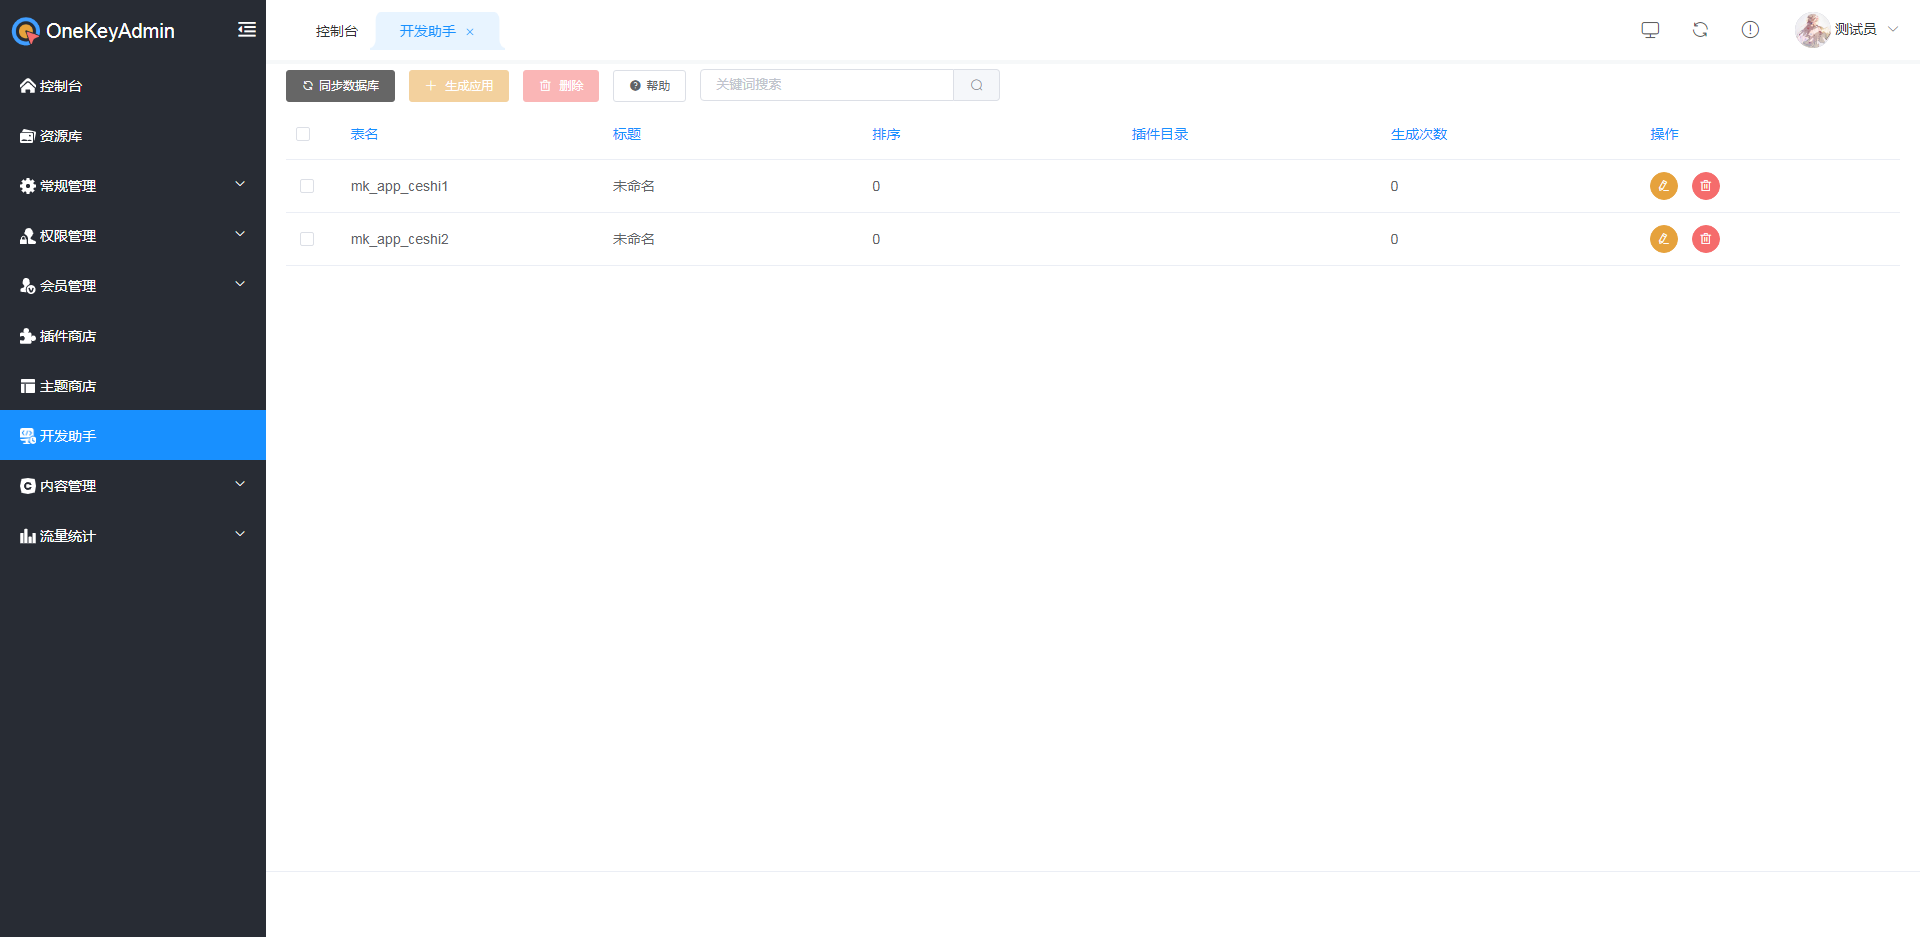 OneKeyAdmin
控制台
资源库
常规管理
权限管理
会员管理
插件商店
主题商店
开发助手
内容管理
流量统计
控制台 开发助手 ×
测试员
同步数据库 生成应用 删除 帮助 关键词搜索
表名 标题 排序 插件目录 生成次数 操作
mk_app_ceshi1 未命名 0 0
mk_app_ceshi2 未命名 0 0